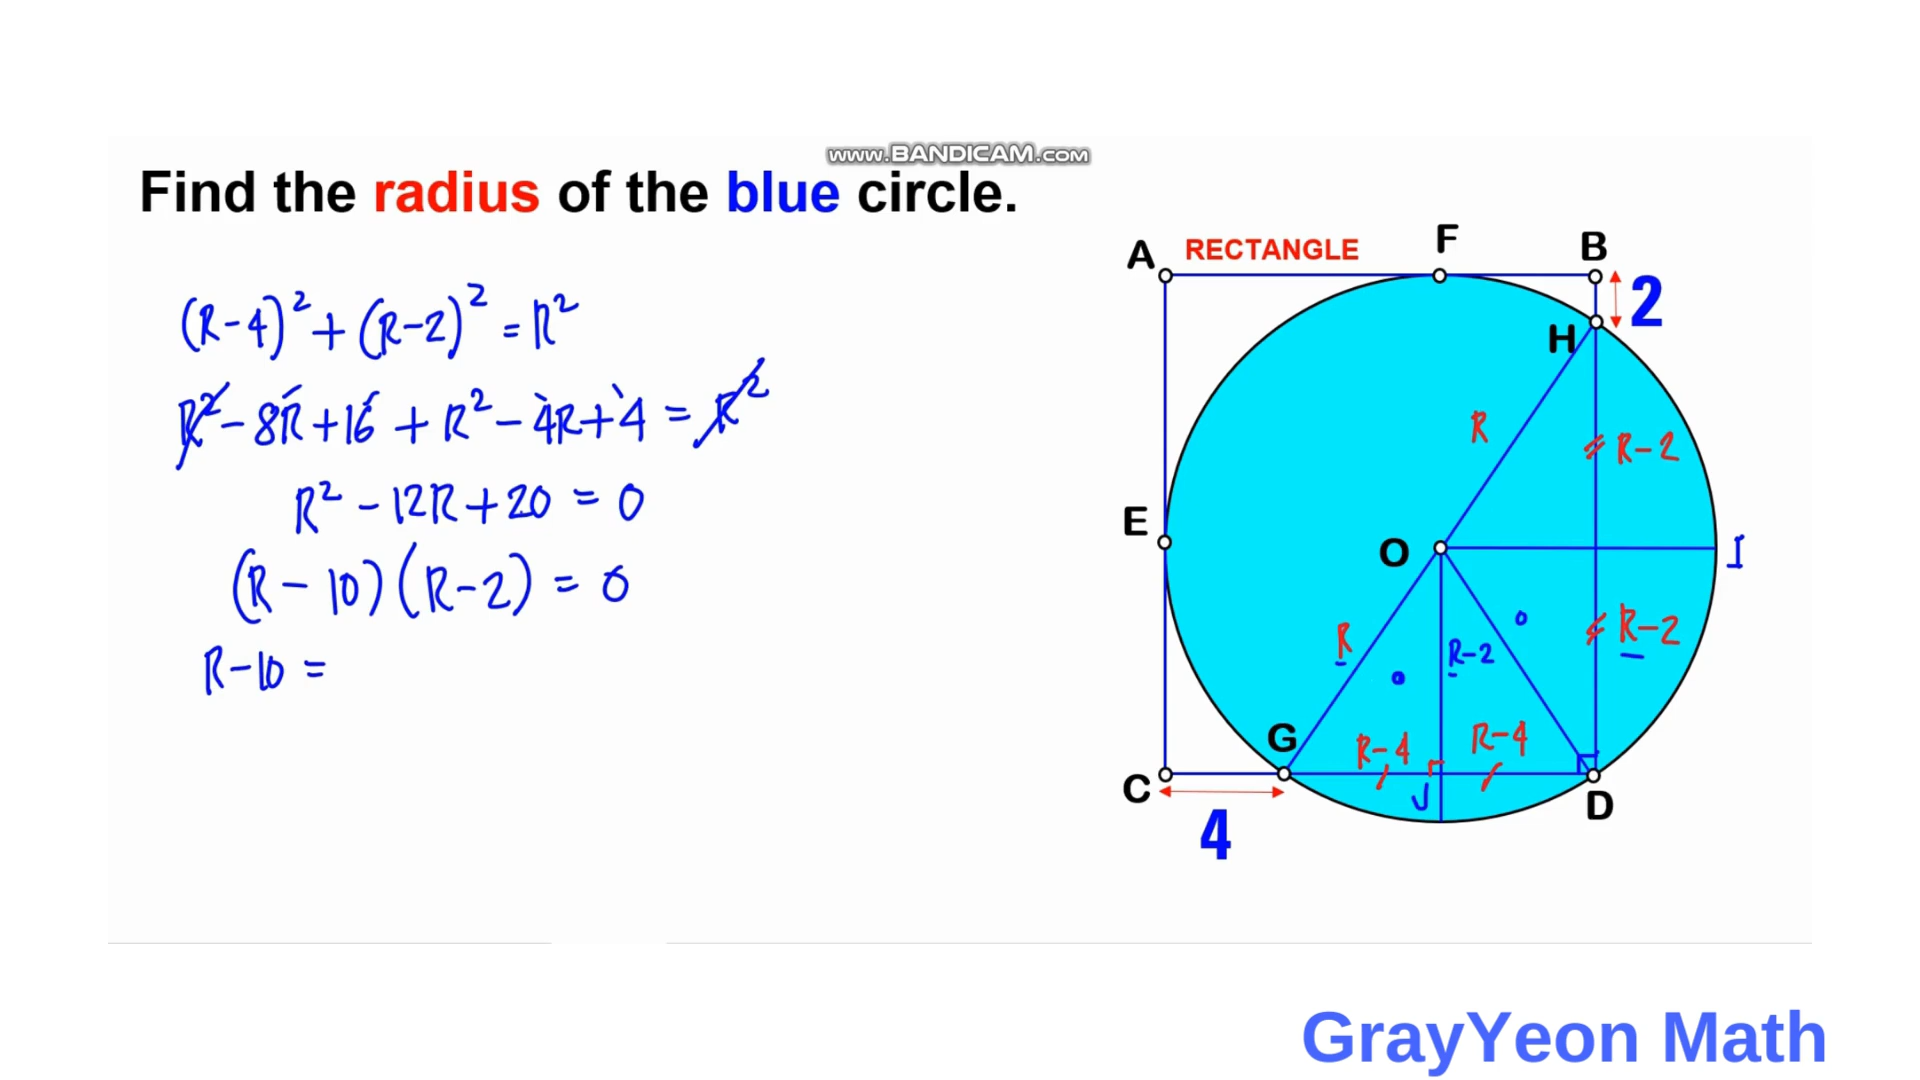 www.BANDICAM.com
Find the radius of the blue circle.
(R-4)² + (R-2)² = R²
R² - 8R + 16 + R² - 4R + 4 = R²
R² - 12R + 20 = 0
(R - 10)(R - 2) = 0
R - 10 =
A RECTANGLE F B
2
H
R
R-2
E
O
I
R
R-2
R-2
G
R-4
R-4
C
J
D
4
GrayYeon Math